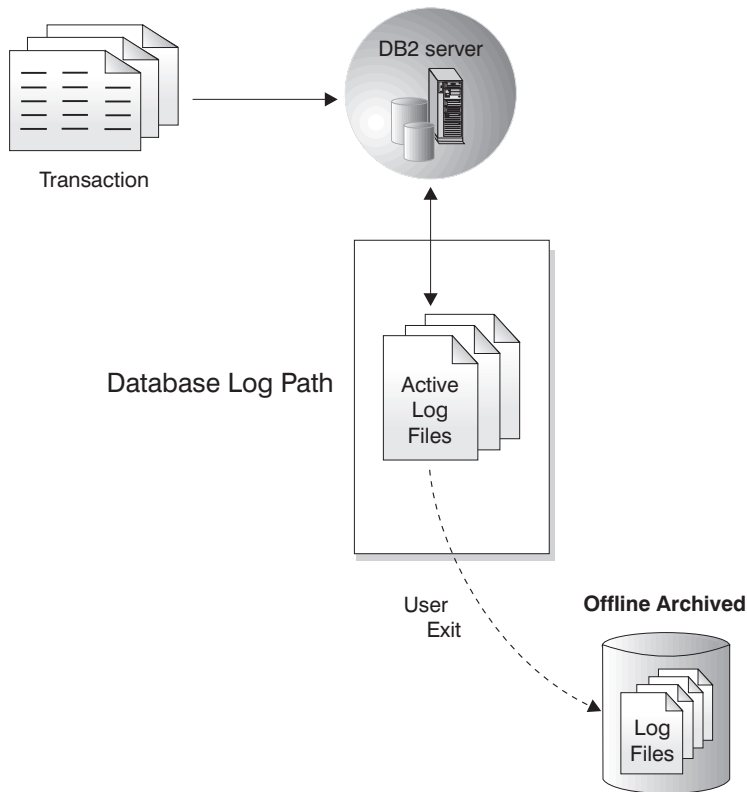 DB2 server
Transaction
Database Log Path
Active
Log
Files
User
Exit
Offline Archived
Log
Files